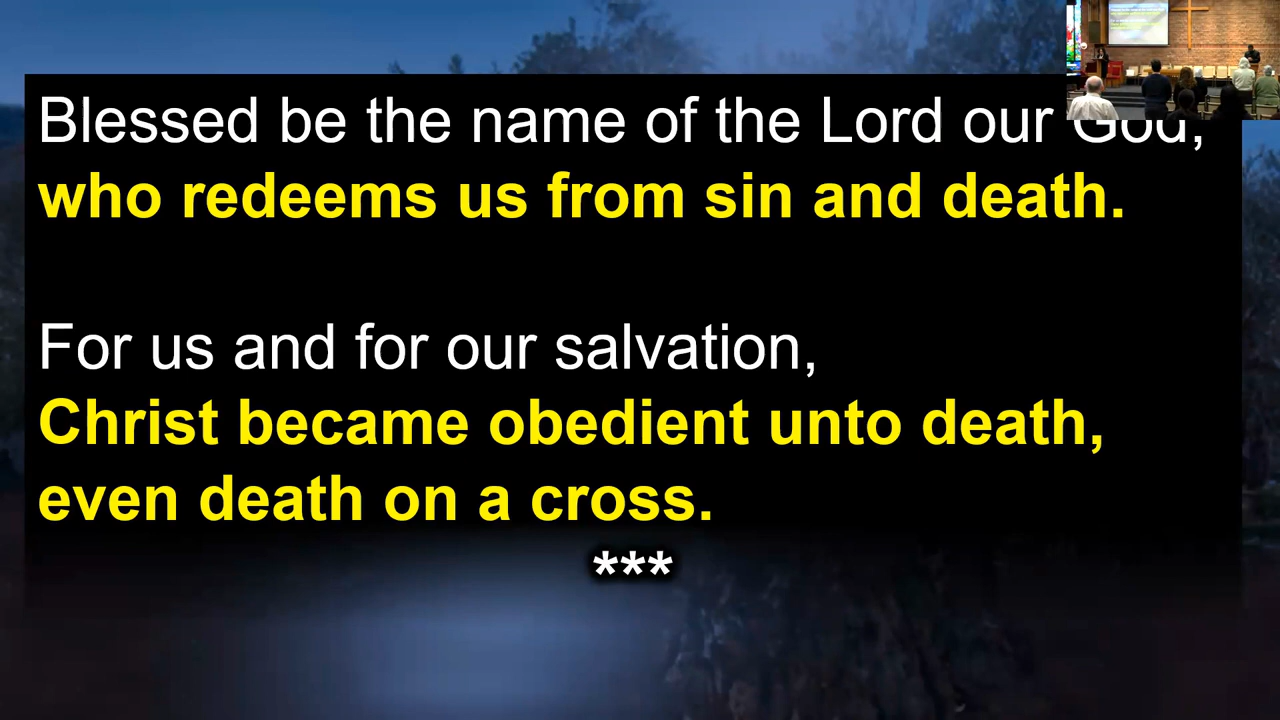 Blessed be the name of the Lord our God,
who redeems us from sin and death.
For us and for our salvation,
Christ became obedient unto death,
even death on a cross.
***